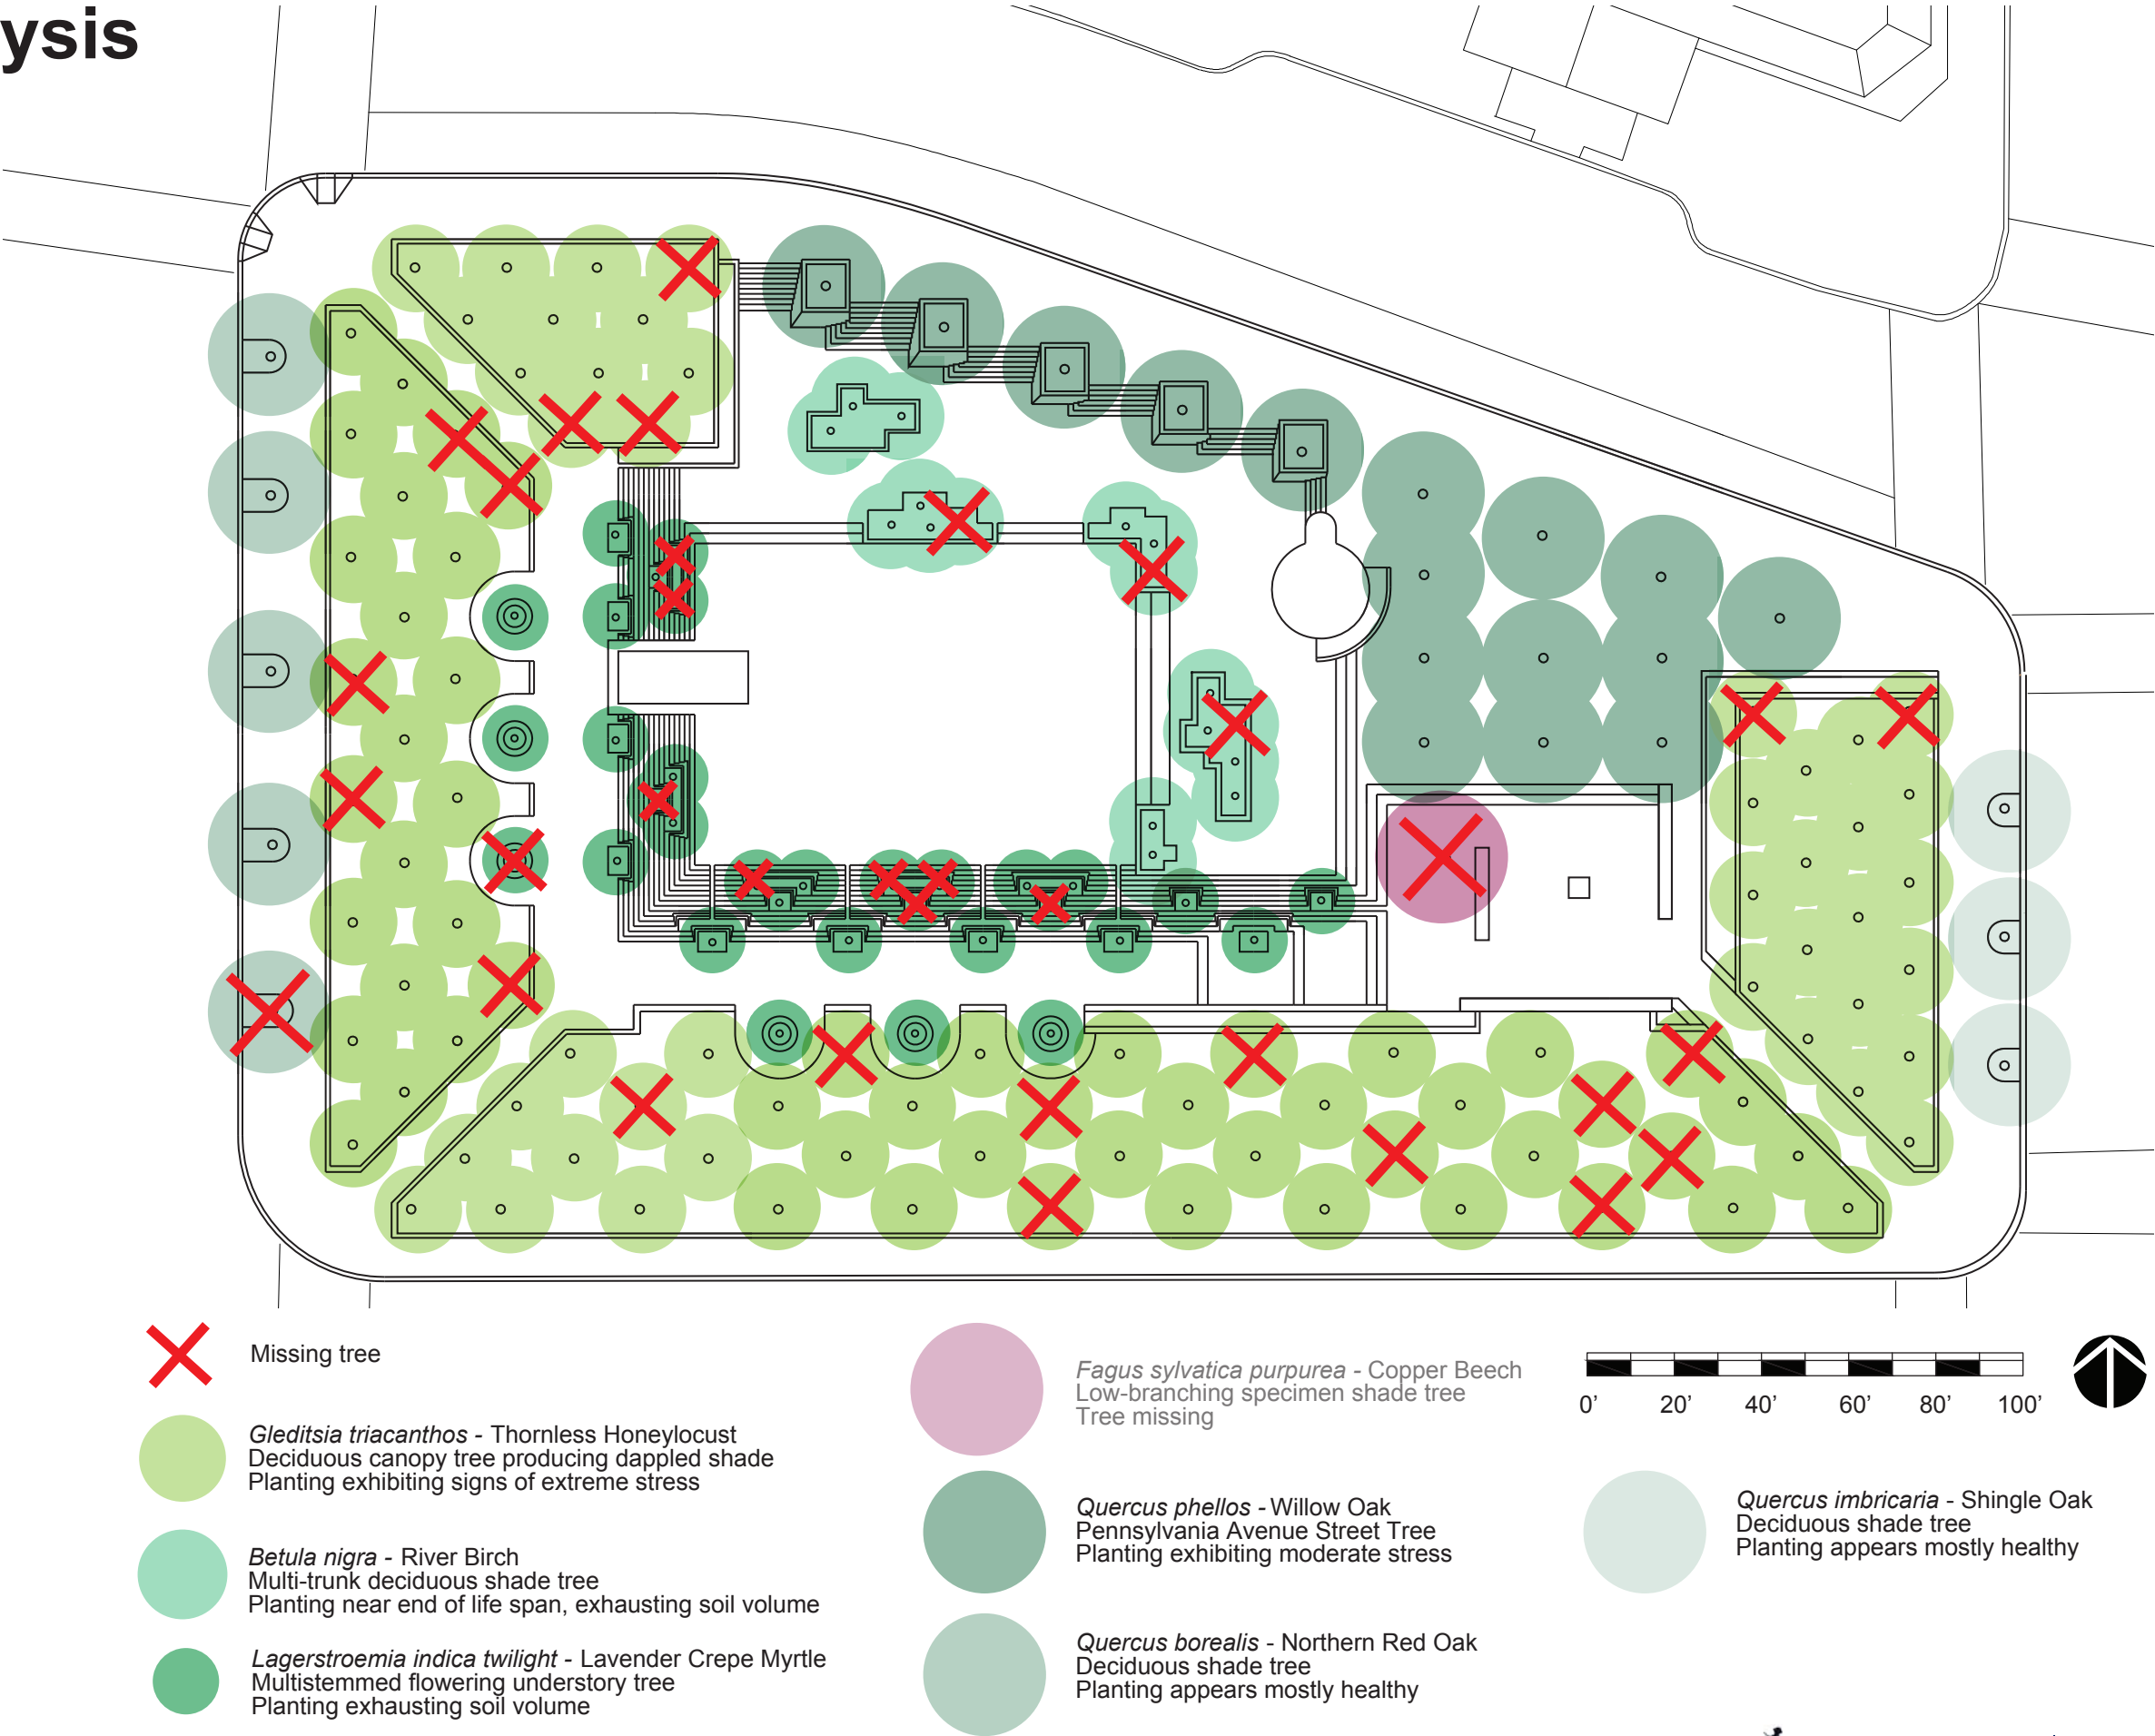 ysis
Missing tree
Gleditsia triacanthos - Thornless Honeylocust
Deciduous canopy tree producing dappled shade
Planting exhibiting signs of extreme stress
Betula nigra - River Birch
Multi-trunk deciduous shade tree
Planting near end of life span, exhausting soil volume
Lagerstroemia indica twilight - Lavender Crepe Myrtle
Multistemmed flowering understory tree
Planting exhausting soil volume
Fagus sylvatica purpurea - Copper Beech
Low-branching specimen shade tree
Tree missing
Quercus phellos - Willow Oak
Pennsylvania Avenue Street Tree
Planting exhibiting moderate stress
Quercus borealis - Northern Red Oak
Deciduous shade tree
Planting appears mostly healthy
0’ 20’ 40’ 60’ 80’ 100’
Quercus imbricaria - Shingle Oak
Deciduous shade tree
Planting appears mostly healthy